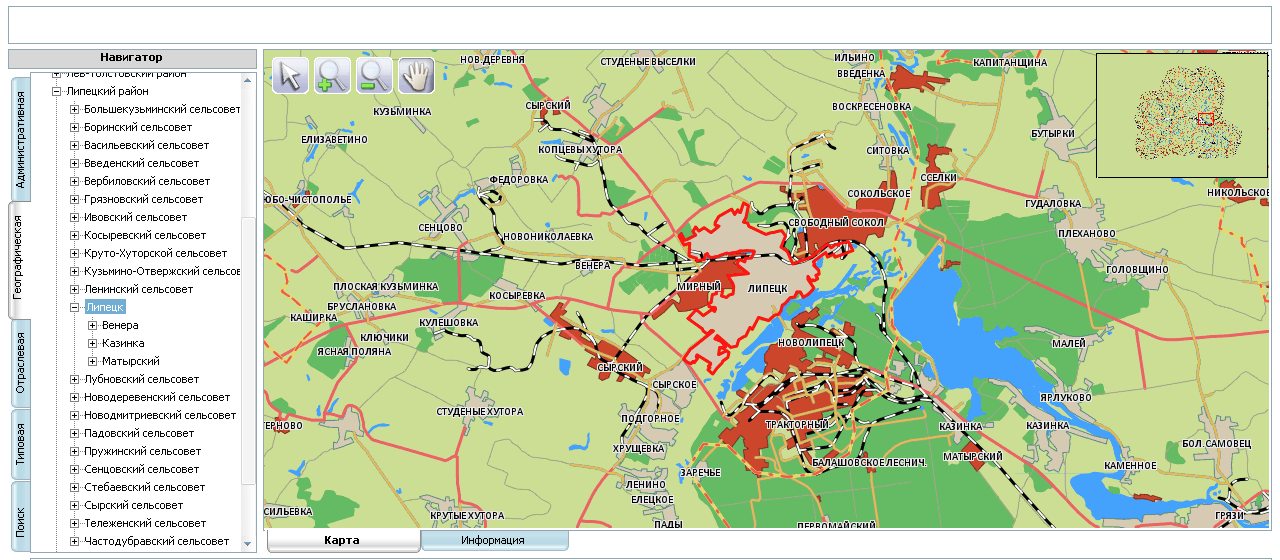 Навигатор
Административная
Географическая
Отраслевая
Типовая
Поиск
Лев-Толстовский район
Липецкий район
Большекузьминский сельсовет
Боринский сельсовет
Васильевский сельсовет
Введенский сельсовет
Вербиловский сельсовет
Грязновский сельсовет
Ивовский сельсовет
Косыревский сельсовет
Круто-Хуторской сельсовет
Кузьмино-Отвержский сельсов
Ленинский сельсовет
Липецк
Венера
Казинка
Матырский
Лубновский сельсовет
Новодеревенский сельсовет
Новодмитриевский сельсовет
Падовский сельсовет
Пружинский сельсовет
Сенцовский сельсовет
Стебаевский сельсовет
Сырский сельсовет
Тележенский сельсовет
Частодубравский сельсовет
НОВ.ДЕРЕВНЯ
СТУДЕНЫЕ ВЫСЕЛКИ
ИЛЬИНО
ВВЕДЕНКА
КАПИТАНЩИНА
КУЗЬМИНКА
СЫРСКИЙ
ВОСКРЕСЕНОВКА
ЕЛИЗАВЕТИНО
КОПЦЕВЫ ХУТОРА
СИТОВКА
БУТЫРКИ
ФЕДОРОВКА
ССЕЛКИ
ЮБО-ЧИСТОПОЛЬЕ
СОКОЛЬСКОЕ
НИКОЛЬСКОЕ
ГУДАЛОВКА
СЕНЦОВО
НОВОНИКОЛАЕВКА
СВОБОДНЫЙ СОКОЛ
ПЛЕХАНОВО
ВЕНЕРА
ГОЛОВЩИНО
ПЛОСКАЯ КУЗЬМИНКА
КОСЫРЕВКА
МИРНЫЙ
ЛИПЕЦК
БРУСЛАНОВКА
КАШИРКА
КУЛЕШОВКА
КЛЮЧИКИ
ЯСНАЯ ПОЛЯНА
НОВОЛИПЕЦК
МАЛЕЙ
СЫРСКИЙ
СЫРСКОЕ
ЯРЛУКОВО
СТУДЕНЫЕ ХУТОРА
ПОДГОРНОЕ
ТЕРНОВО
ТРАКТОРНЫЙ
КАЗИНКА
КАЗИНКА
БОЛ.САМОВЕЦ
ХРУЩЕВКА
МАТЫРСКИЙ
БАЛАШОВСКОЕ ЛЕСНИЧ.
КАМЕННОЕ
ЗАРЕЧЬЕ
ЛЕНИНО
ЕЛЕЦКОЕ
СИЛЬЕВКА
КРУТЫЕ ХУТОРА
ПАДЫ
ПЕРВОМАЙСКИЙ
ГРЯЗИ
Карта
Информация